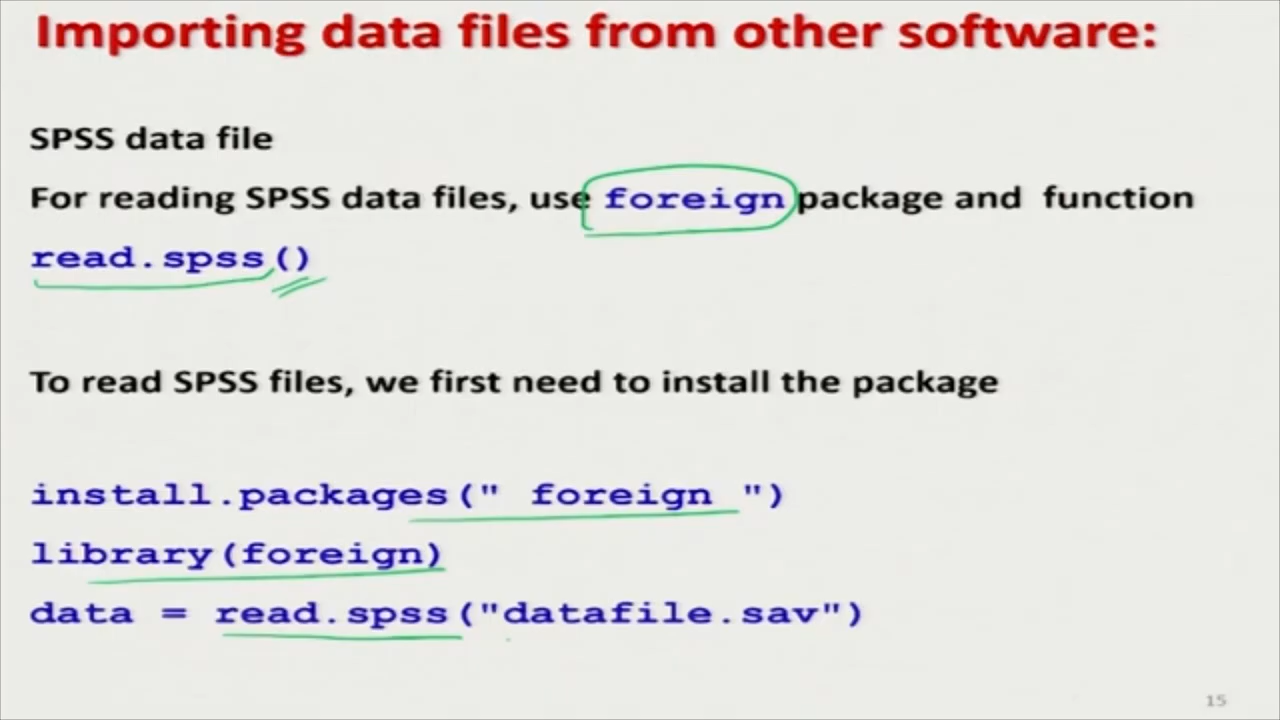 Importing data files from other software:
SPSS data file
For reading SPSS data files, use foreign package and function
read.spss()
To read SPSS files, we first need to install the package
install.packages(" foreign ")
library(foreign)
data = read.spss("datafile.sav")
15